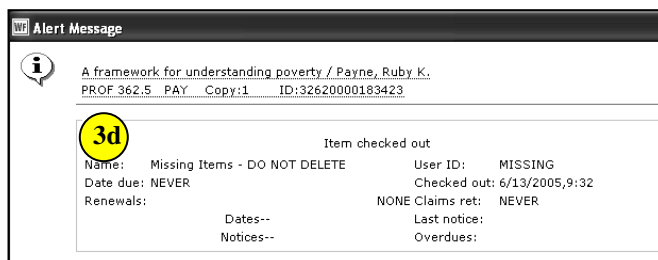 WF Alert Message
i
A framework for understanding poverty / Payne, Ruby K.
PROF 362.5 PAY Copy:1 ID:32620000183423
3d
Item checked out
Name: Missing Items - DO NOT DELETE User ID: MISSING
Date due: NEVER Checked out: 6/13/2005,9:32
Renewals: NONE Claims ret: NEVER
Dates-- Last notice:
Notices-- Overdues: